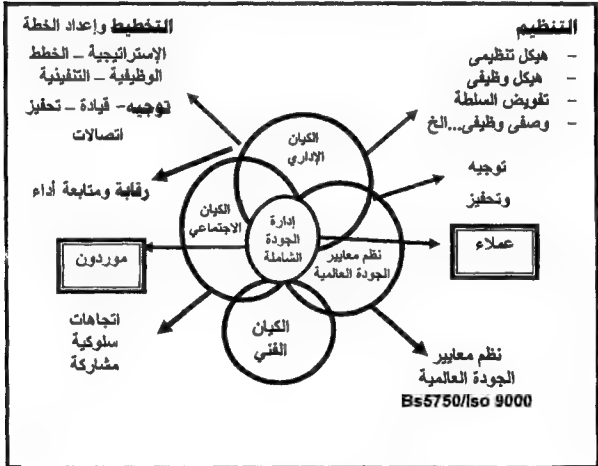 التنظيم
– هيكل تنظيمى
– هيكل وظيفى
– تفويض السلطة
– وصفى وظيفى...الخ
التخطيط وإعداد الخطة
الإستراتيجية – الخطط
الوظيفية – التنفيذية
توجيه – قيادة – تحفيز
اتصالات
الكيان
الإداري
توجيه
وتحفيز
رقابة ومتابعة أداء
الكيان
الاجتماعي
إدارة
الجودة
الشاملة
نظم معايير
الجودة العالمية
عملاء
موردون
الكيان
الفني
اتجاهات
سلوكية
مشاركة
نظم معايير
الجودة العالمية
Bs5750/Iso 9000